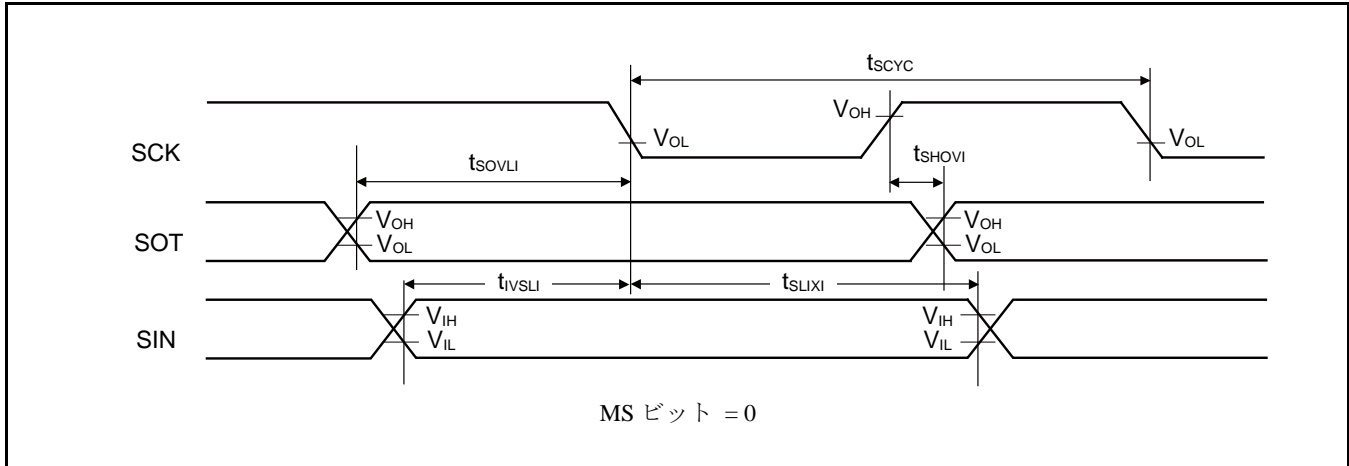 tSCYC
VOH
SCK
VOL
VOL
tSOVLI
tSHOVI
VOH
VOH
SOT
VOL
VOL
tIVSLI
tSLIXI
VIH
VIH
SIN
VIL
VIL
MS ビット = 0